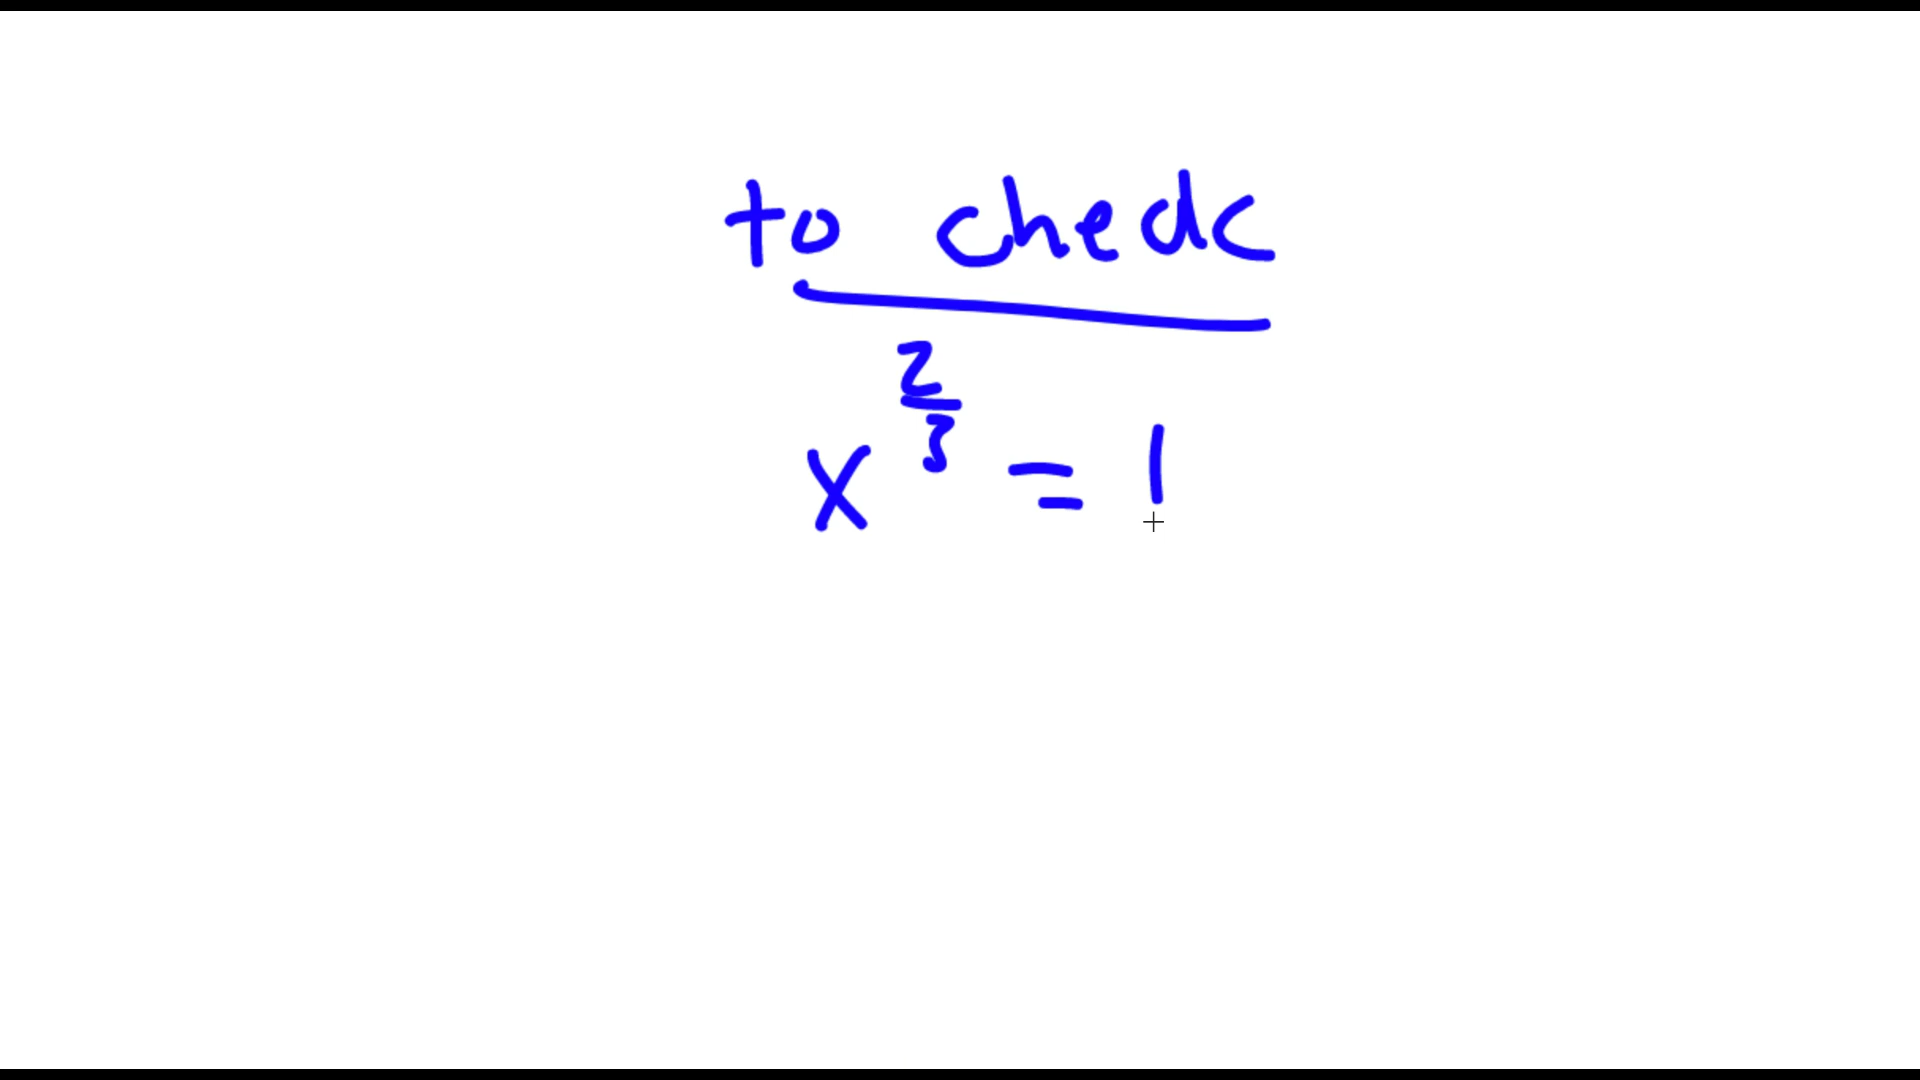 to check
x^{2/3} = 1